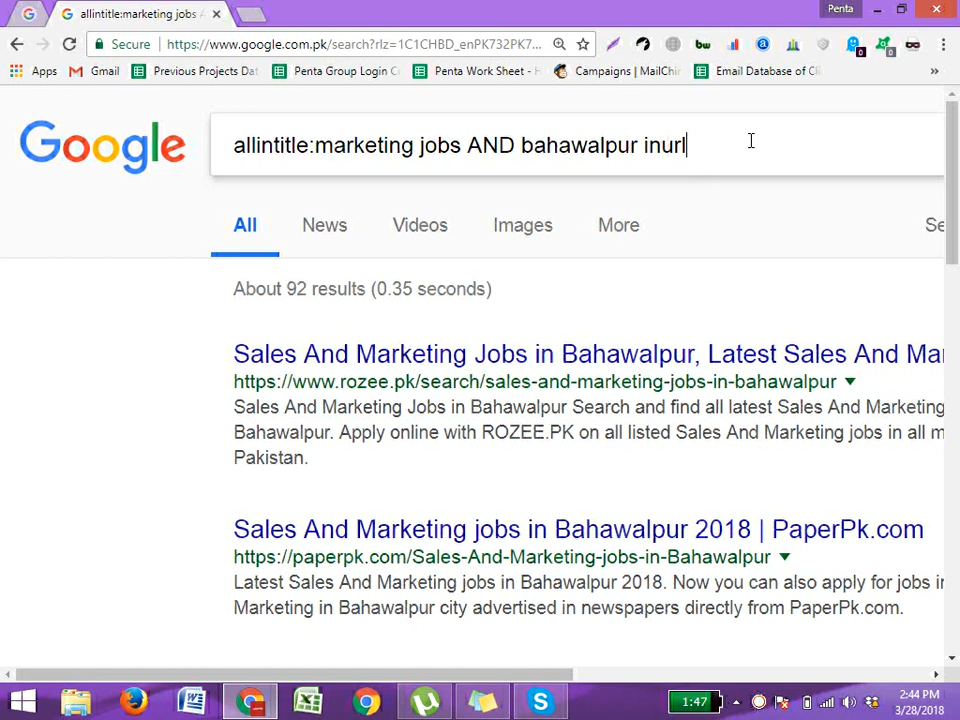 Penta
allintitle:marketing jobs A
Secure https://www.google.com.pk/search?rlz=1C1CHBD_enPK732PK7...
Apps Gmail Previous Projects Dat Penta Group Login C Penta Work Sheet - H Campaigns | MailChi Email Database of Cli »
Google allintitle:marketing jobs AND bahawalpur inurl
All News Videos Images More Se
About 92 results (0.35 seconds)
Sales And Marketing Jobs in Bahawalpur, Latest Sales And Mar
https://www.rozee.pk/search/sales-and-marketing-jobs-in-bahawalpur
Sales And Marketing Jobs in Bahawalpur Search and find all latest Sales And Marketing
Bahawalpur. Apply online with ROZEE.PK on all listed Sales And Marketing jobs in all m
Pakistan.
Sales And Marketing jobs in Bahawalpur 2018 | PaperPk.com
https://paperpk.com/Sales-And-Marketing-jobs-in-Bahawalpur
Latest Sales And Marketing jobs in Bahawalpur 2018. Now you can also apply for jobs in
Marketing in Bahawalpur city advertised in newspapers directly from PaperPk.com.
1:47
2:44 PM
3/28/2018